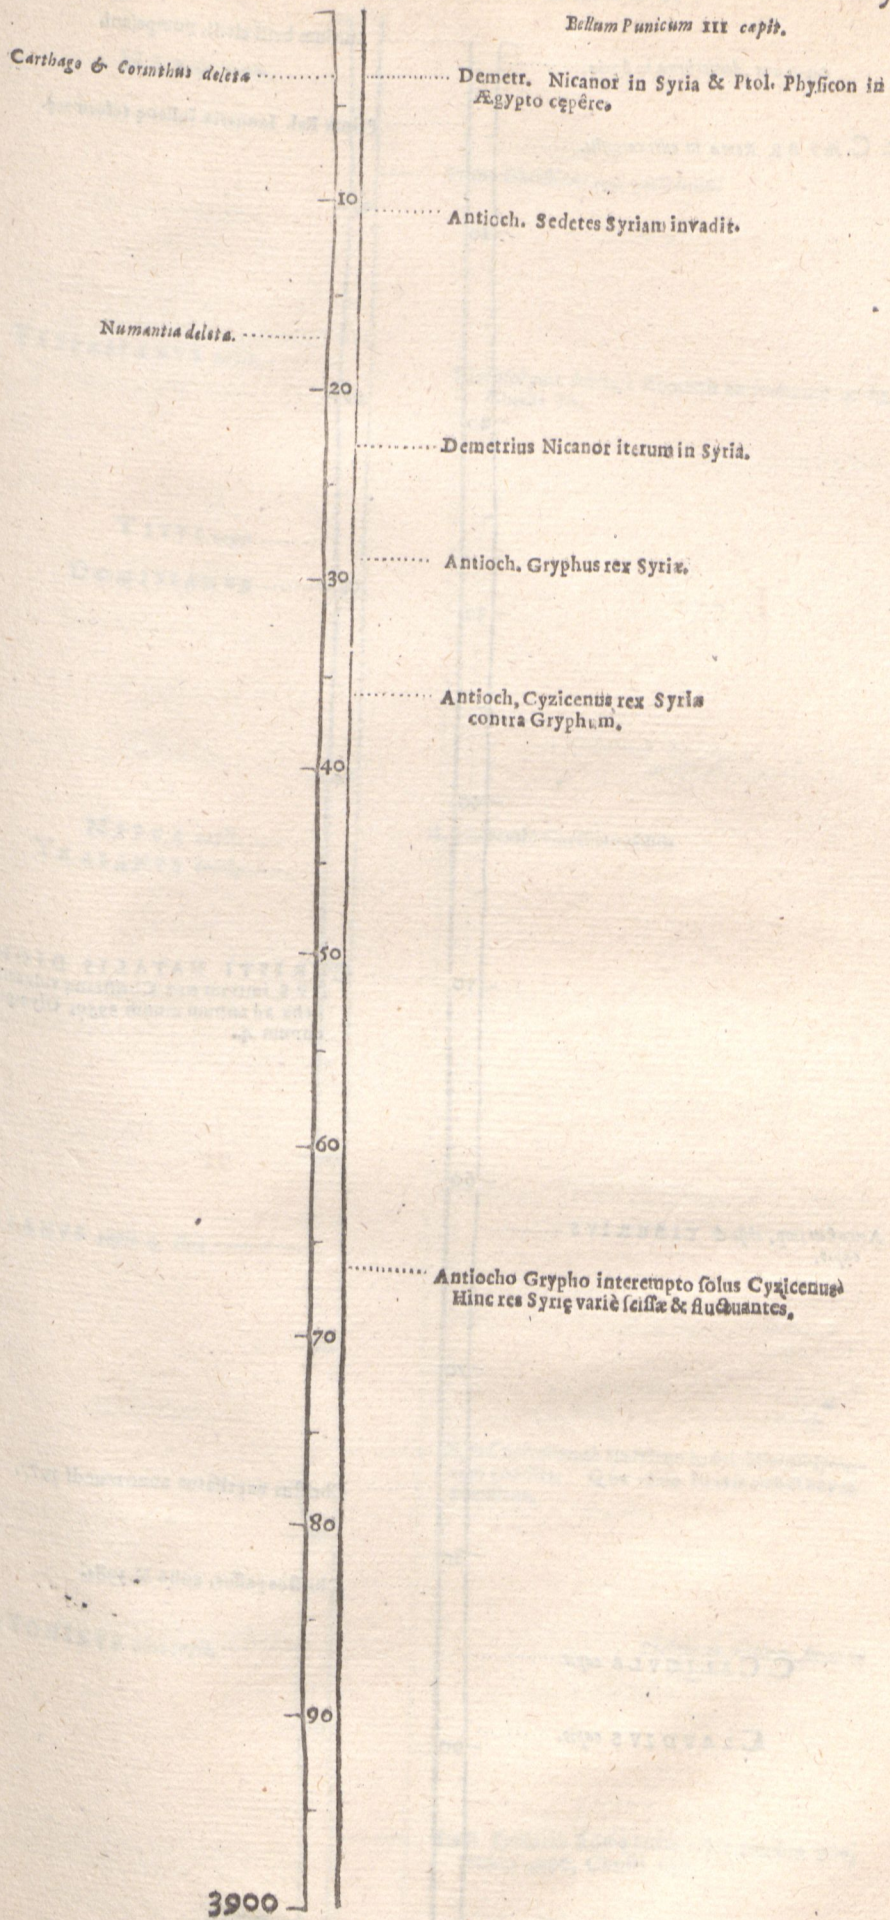 Bellum Punicum III cæpit.
Carthago & Corinthus deletæ
Demetr. Nicanor in Syria & Ptol. Physicon in
Ægypto cępêre.
10
Antioch. Sedetes Syriam invadit.
Numantia deleta.
20
Demetrius Nicanor iterum in Syria.
Antioch. Gryphus rex Syriæ.
30
Antioch, Cyzicenus rex Syriæ
contra Gryphum.
40
50
60
Antiocho Grypho interempto solus Cyzicenus
Hinc res Syrię variè scissæ & fluctuantes.
70
80
90
3900